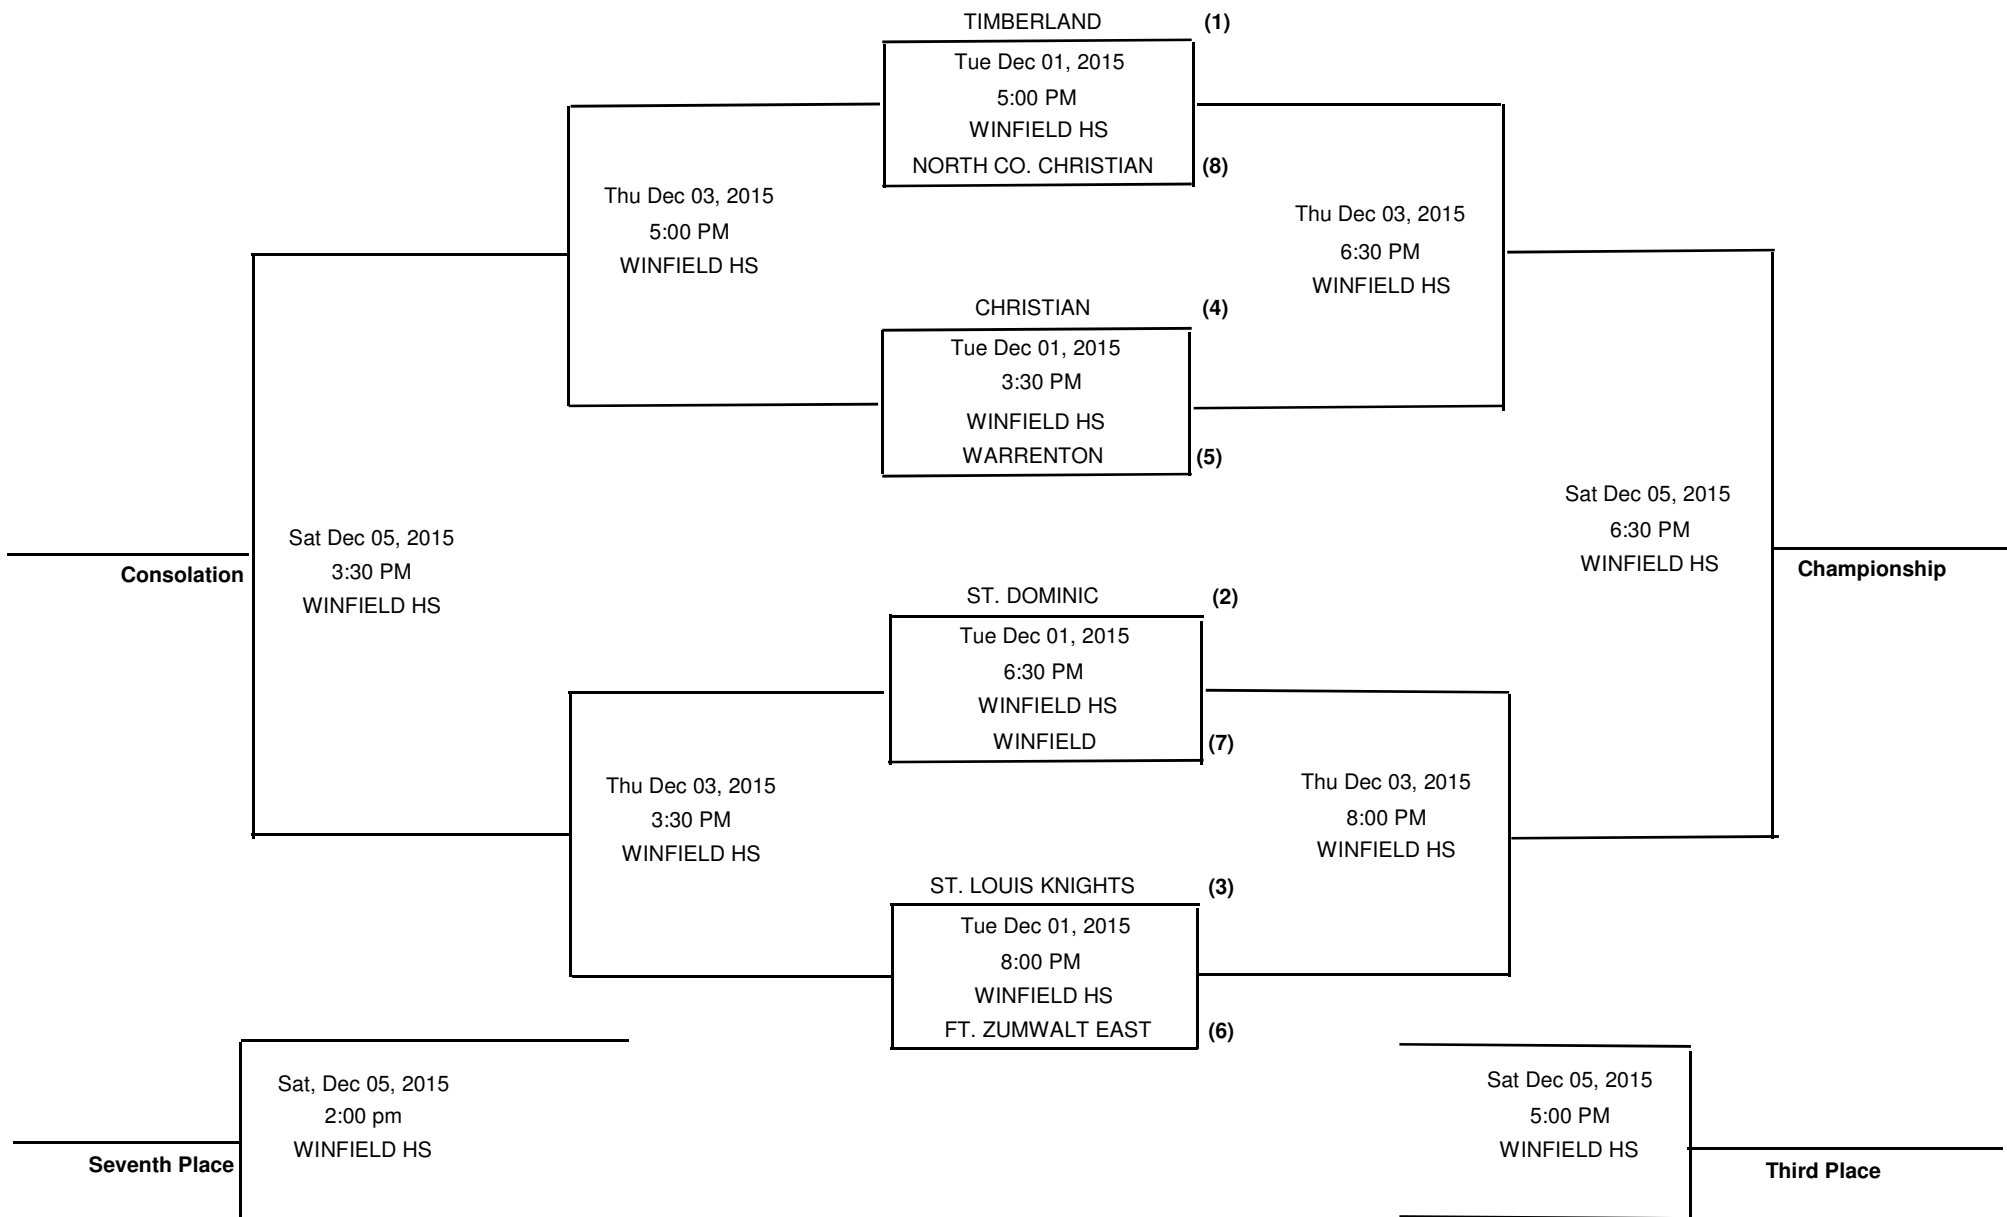 TIMBERLAND (1)
Tue Dec 01, 2015
5:00 PM
WINFIELD HS
NORTH CO. CHRISTIAN (8)
Thu Dec 03, 2015
5:00 PM
WINFIELD HS
Thu Dec 03, 2015
6:30 PM
WINFIELD HS
CHRISTIAN (4)
Tue Dec 01, 2015
3:30 PM
WINFIELD HS
WARRENTON (5)
Sat Dec 05, 2015
3:30 PM
WINFIELD HS
Consolation
Sat Dec 05, 2015
6:30 PM
WINFIELD HS
Championship
ST. DOMINIC (2)
Tue Dec 01, 2015
6:30 PM
WINFIELD HS
WINFIELD (7)
Thu Dec 03, 2015
3:30 PM
WINFIELD HS
Thu Dec 03, 2015
8:00 PM
WINFIELD HS
ST. LOUIS KNIGHTS (3)
Tue Dec 01, 2015
8:00 PM
WINFIELD HS
FT. ZUMWALT EAST (6)
Sat, Dec 05, 2015
2:00 pm
WINFIELD HS
Seventh Place
Sat Dec 05, 2015
5:00 PM
WINFIELD HS
Third Place